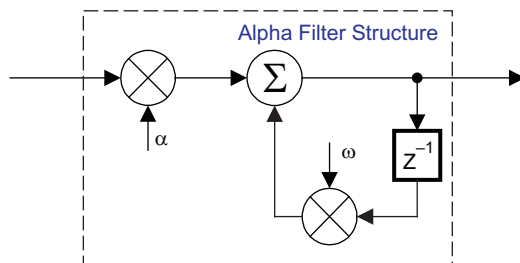 Alpha Filter Structure
Σ
α
ω
z⁻¹